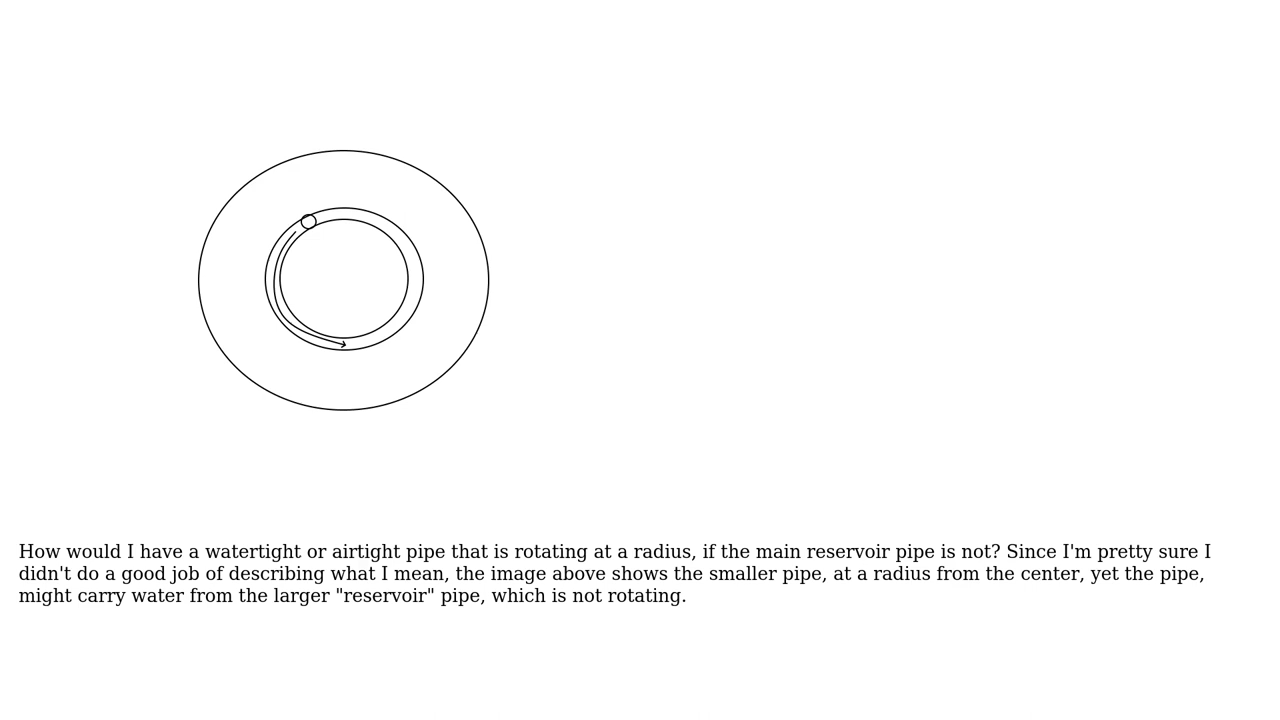 How would I have a watertight or airtight pipe that is rotating at a radius, if the main reservoir pipe is not? Since I'm pretty sure I
didn't do a good job of describing what I mean, the image above shows the smaller pipe, at a radius from the center, yet the pipe,
might carry water from the larger "reservoir" pipe, which is not rotating.